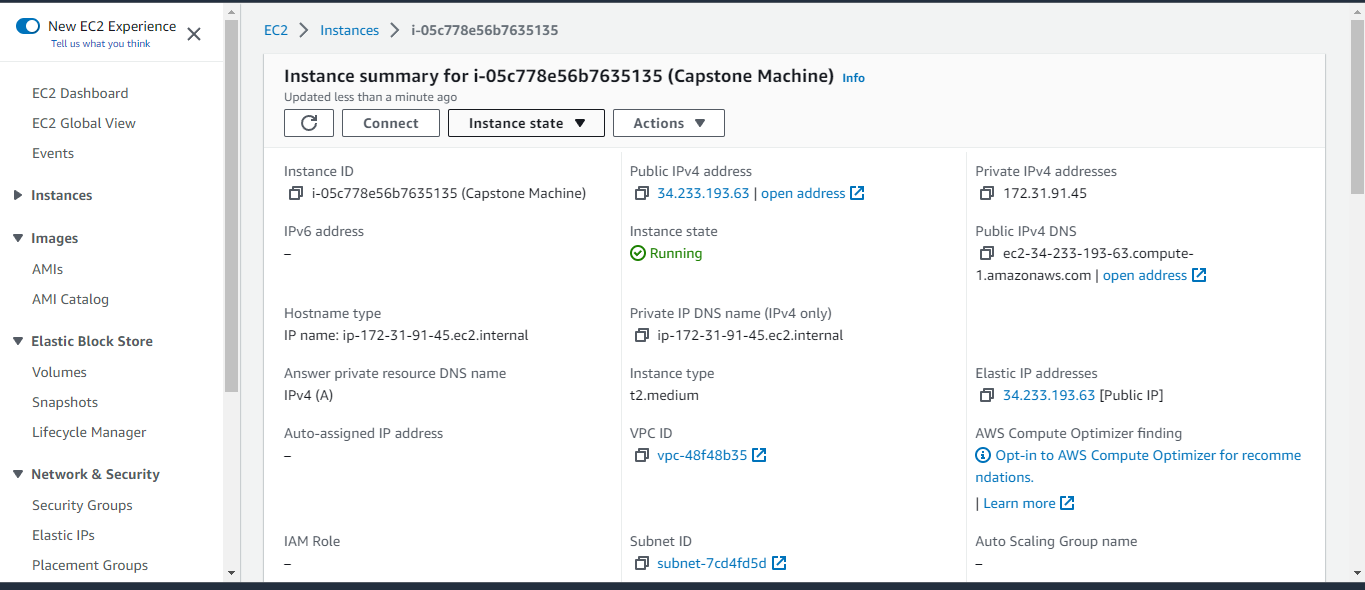 New EC2 Experience
Tell us what you think
EC2 Dashboard
EC2 Global View
Events
Instances
Images
AMIs
AMI Catalog
Elastic Block Store
Volumes
Snapshots
Lifecycle Manager
Network & Security
Security Groups
Elastic IPs
Placement Groups
EC2 > Instances > i-05c778e56b7635135
Instance summary for i-05c778e56b7635135 (Capstone Machine) Info
Updated less than a minute ago
Connect Instance state Actions
Instance ID
i-05c778e56b7635135 (Capstone Machine)
Public IPv4 address
34.233.193.63 | open address
Private IPv4 addresses
172.31.91.45
IPv6 address
–
Instance state
Running
Public IPv4 DNS
ec2-34-233-193-63.compute-
1.amazonaws.com | open address
Hostname type
IP name: ip-172-31-91-45.ec2.internal
Private IP DNS name (IPv4 only)
ip-172-31-91-45.ec2.internal
Answer private resource DNS name
IPv4 (A)
Instance type
t2.medium
Elastic IP addresses
34.233.193.63 [Public IP]
Auto-assigned IP address
–
VPC ID
vpc-48f48b35
AWS Compute Optimizer finding
Opt-in to AWS Compute Optimizer for recomme
ndations.
| Learn more
IAM Role
–
Subnet ID
subnet-7cd4fd5d
Auto Scaling Group name
–